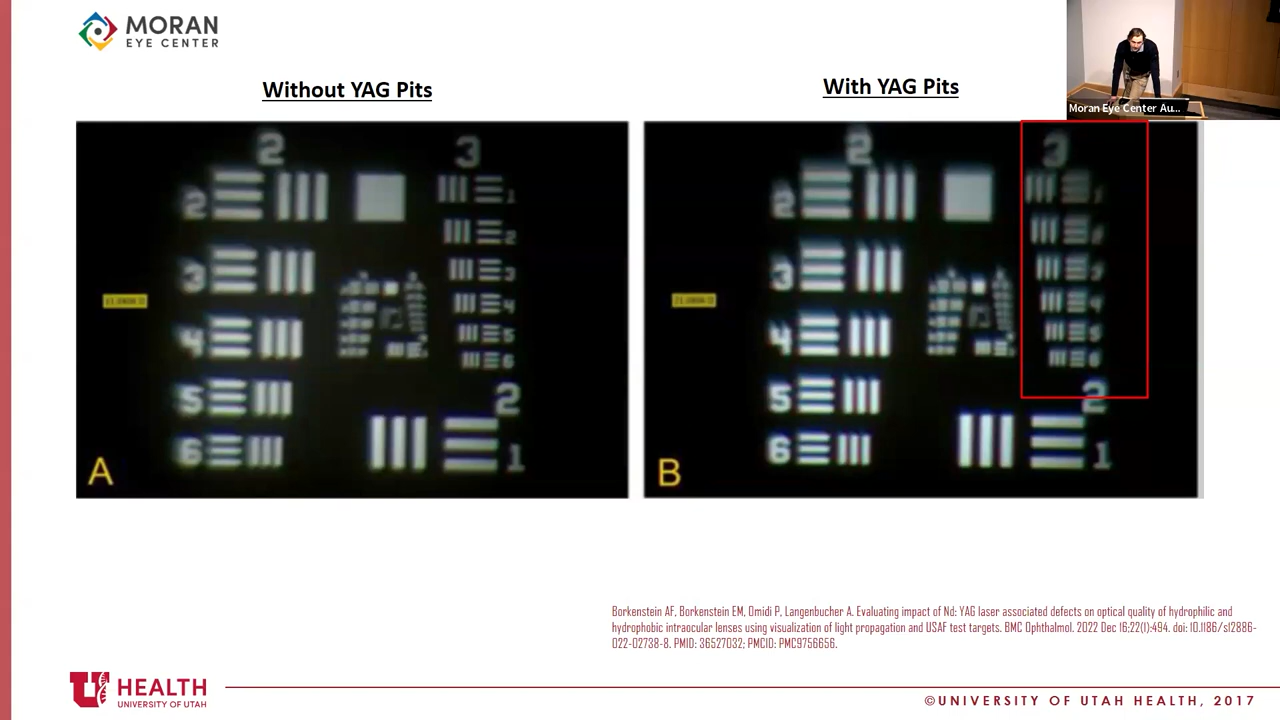 MORAN
EYE CENTER
Without YAG Pits
With YAG Pits
Moran Eye Center Au...
2
3
2
1
2
3
3
4
4
5
5
6
2
6
1
A
2
3
2
3
4
4
5
5
6
2
6
1
B
Borkenstein AF, Borkenstein EM, Omidi P, Langenbucher A. Evaluating impact of Nd: YAG laser associated defects on optical quality of hydrophilic and
hydrophobic intraocular lenses using visualization of light propagation and USAF test targets. BMC Ophthalmol. 2022 Dec 16;22(1):494. doi: 10.1186/s12886-
022-02738-8. PMID: 36527032; PMCID: PMC9756656.
U HEALTH
UNIVERSITY OF UTAH
©UNIVERSITY OF UTAH HEALTH, 2017